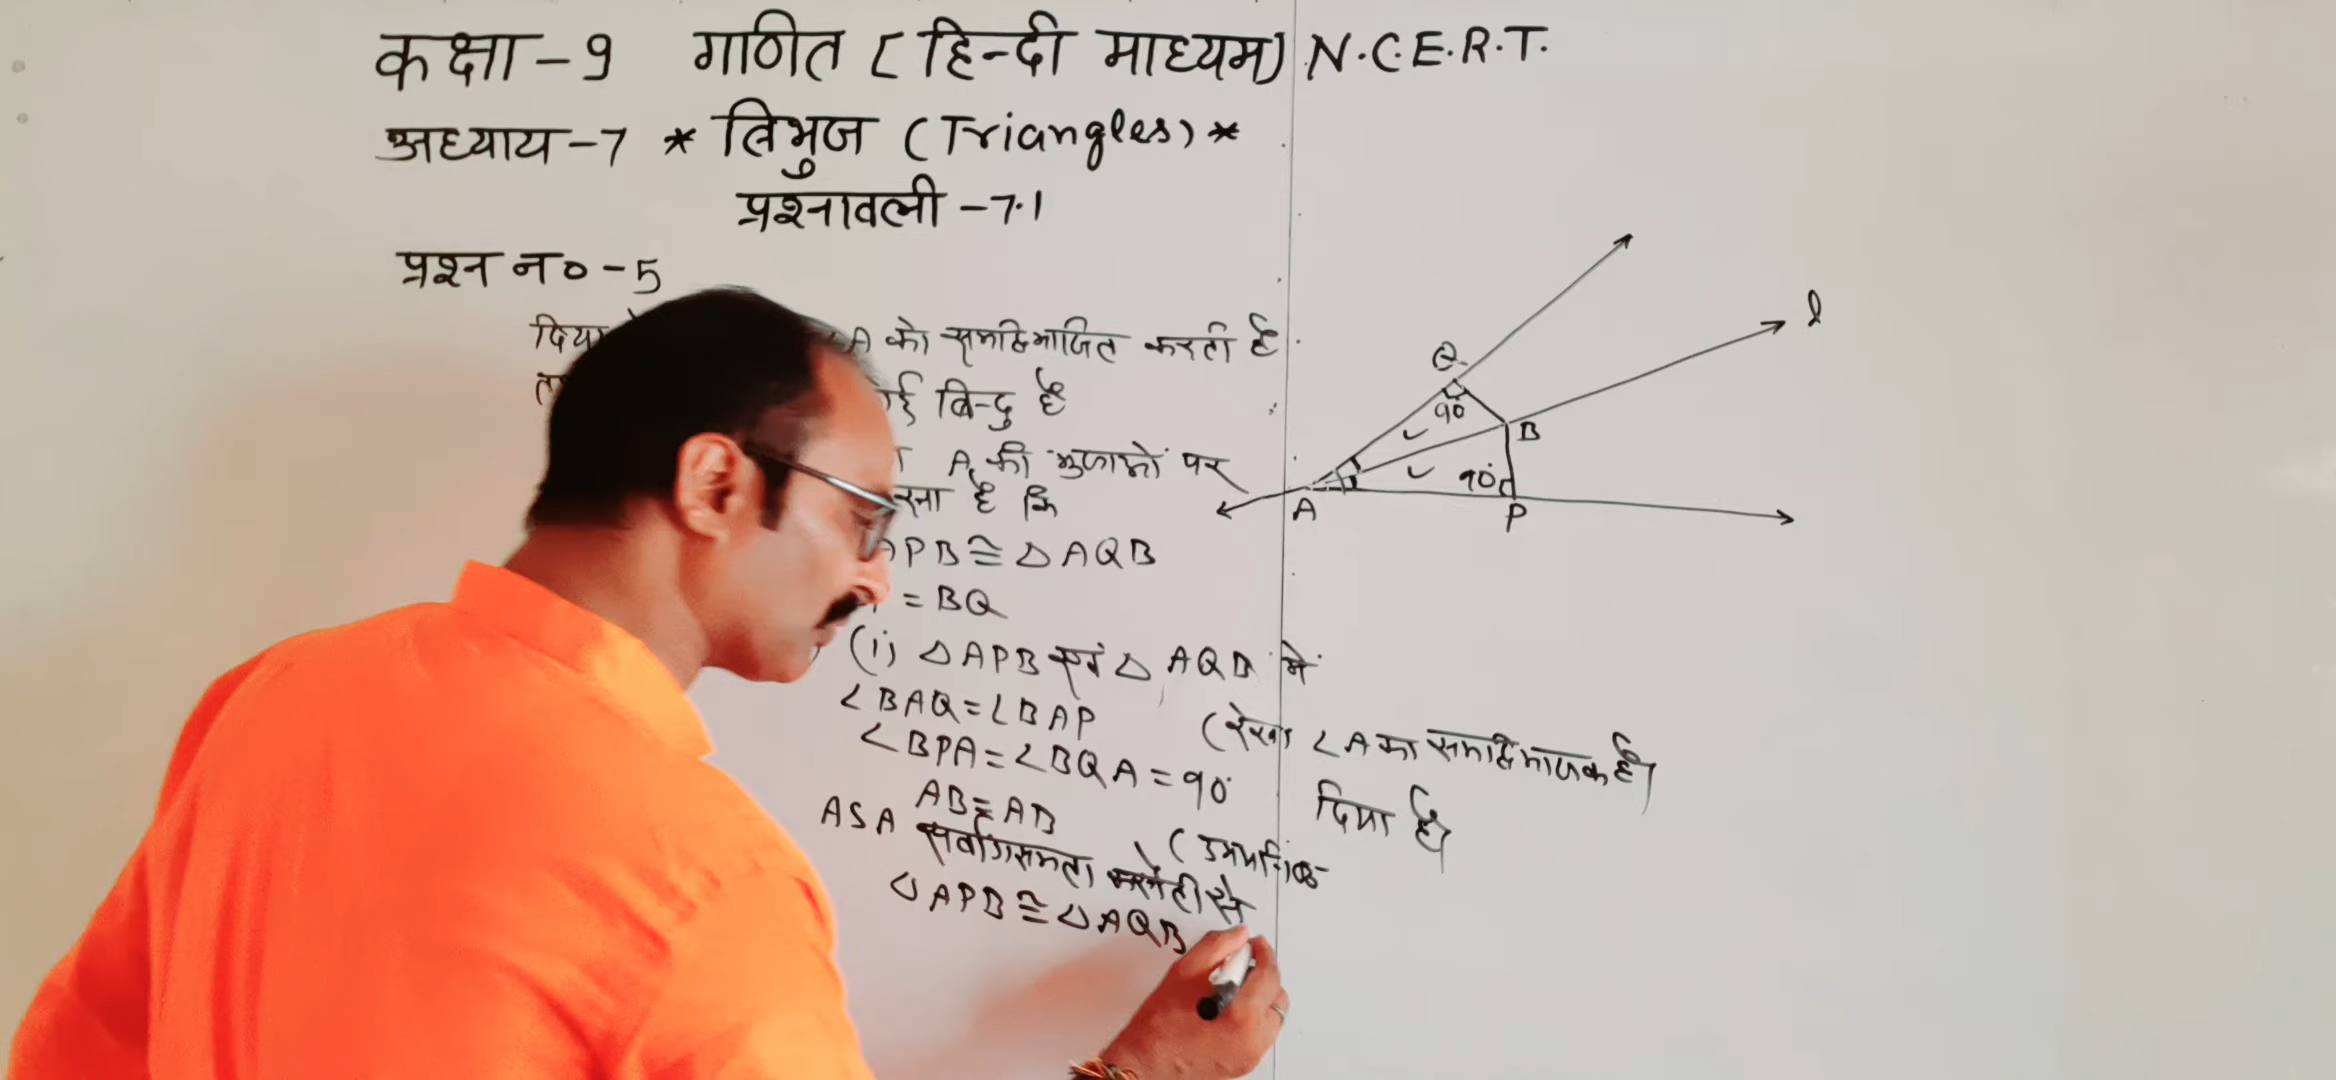 कक्षा-9 गणित (हिन्दी माध्यम) N.C.E.R.T.
अध्याय-7 * त्रिभुज (Triangles) *
प्रश्नावली -7.1
प्रश्न न० -5
∠A को समद्विभाजित करती है
बिन्दु है
A की भुजाओं पर
है कि
APB ≅ △ AQB
= BQ
(i) △ APB एवं △ AQB में
∠BAQ = ∠BAP (रेखा ∠A का समद्विभाजक है)
∠BPA = ∠BQA = 90° दिया है)
AB = AB (उभयनिष्ठ
ASA सर्वांगसमता कसौटी से
△ APB ≅ △ AQB
l
Q
90°
B
90°
A
P